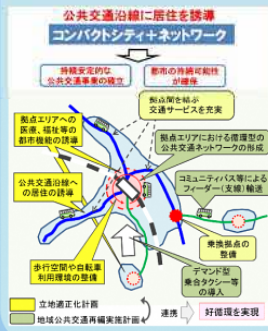 公共交通沿線に居住を誘導
コンパクトシティ+ネットワーク
持続安定的な
公共交通事業の確立
都市の持続可能性
が確保
拠点間を結ぶ
交通サービスを充実
拠点エリアへの
医療、福祉等の
都市機能の誘導
拠点エリアにおける循環型の
公共交通ネットワークの形成
公共交通沿線への
居住の誘導
コミュニティバス等による
フィーダー(支線)輸送
乗換拠点の
整備
歩行空間や自転車
利用環境の整備
デマンド型
乗合タクシー等
の導入
立地適正化計画
地域公共交通再編実施計画
連携
好循環を実現